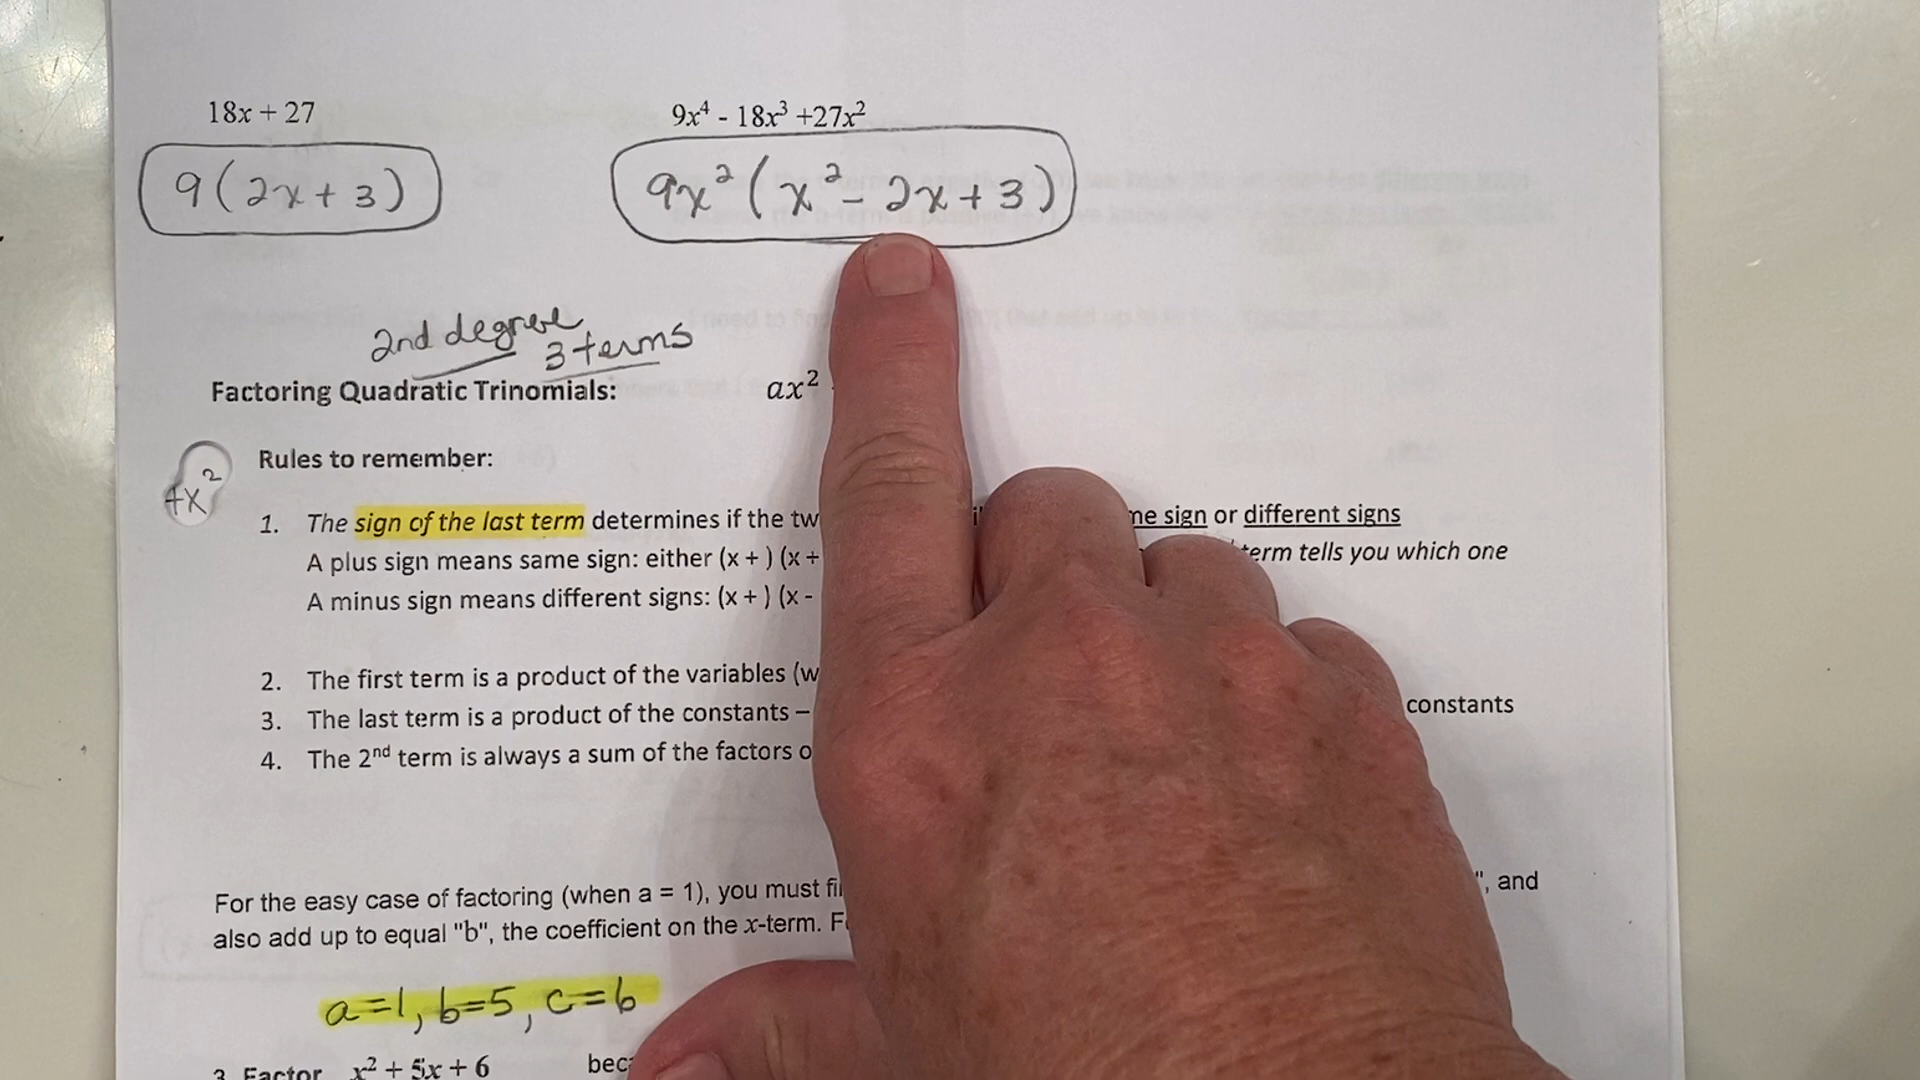 18x + 27
9x⁴ - 18x³ +27x²
9(2x+3)
9x²(x²-2x+3)
2nd degree
3 terms
Factoring Quadratic Trinomials: ax²
Rules to remember:
4x²
1. The sign of the last term determines if the me sign or different signs
A plus sign means same sign: either (x + ) (x + term tells you which one
A minus sign means different signs: (x + ) (x -
2. The first term is a product of the variables
3. The last term is a product of the constants – constants
4. The 2nd term is always a sum of the factors
For the easy case of factoring (when a = 1), you must ", and
also add up to equal "b", the coefficient on the x-term.
a=1, b=5, c=6
3. Factor x² + 5x + 6